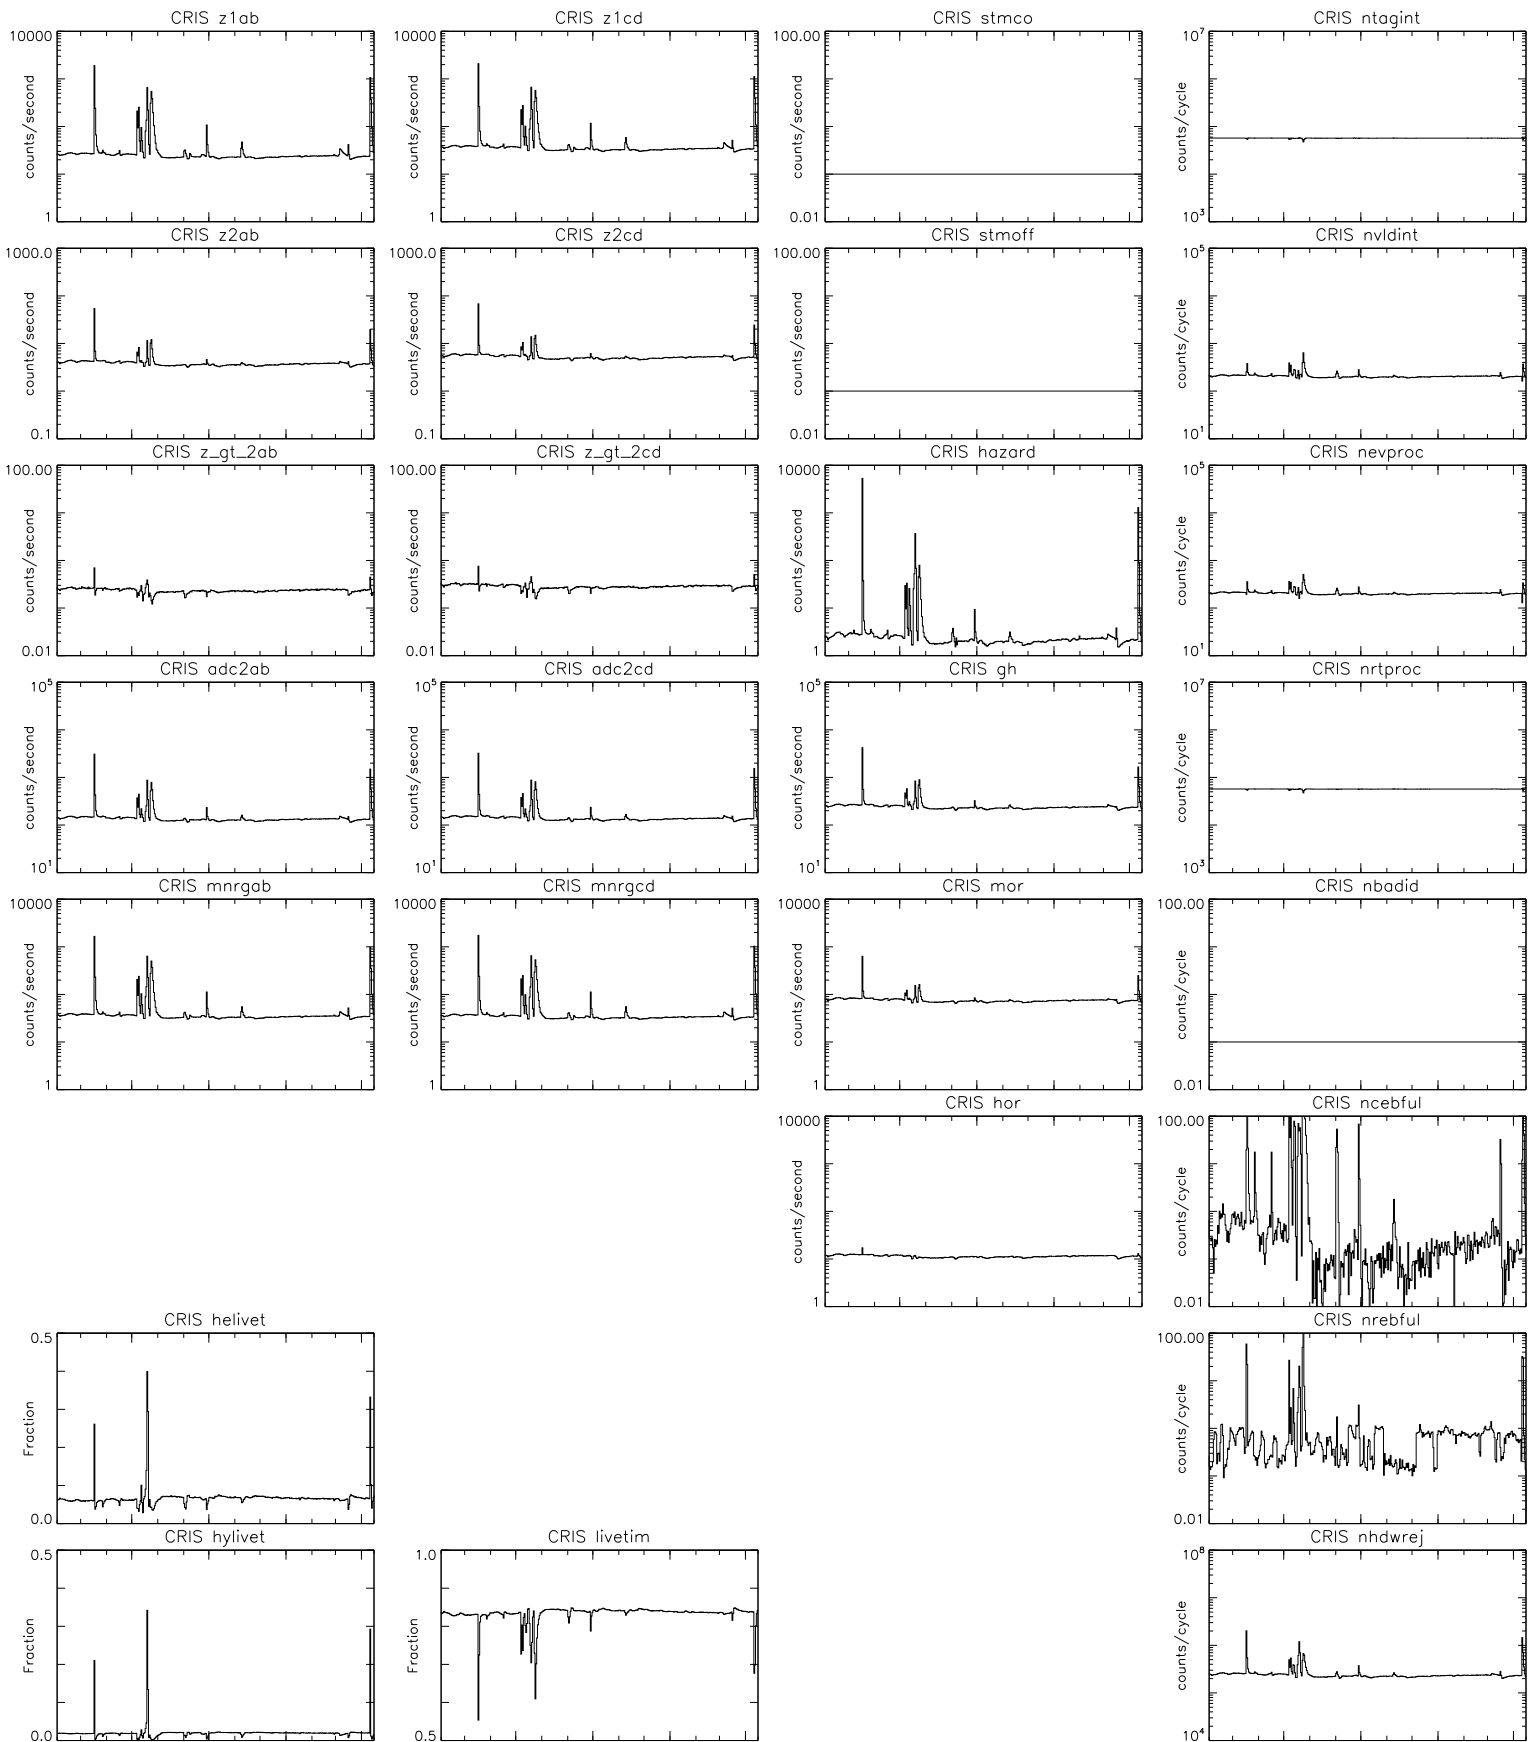 CRIS z1ab
10000
counts/second
1
CRIS z1cd
10000
counts/second
1
CRIS stmco
100.00
counts/second
0.01
CRIS ntagint
10^7
counts/cycle
10^3
CRIS z2ab
1000.0
counts/second
0.1
CRIS z2cd
1000.0
counts/second
0.1
CRIS stmoff
100.00
counts/second
0.01
CRIS nvldint
10^5
counts/cycle
10^1
CRIS z_gt_2ab
100.00
counts/second
0.01
CRIS z_gt_2cd
100.00
counts/second
0.01
CRIS hazard
10000
counts/second
1
CRIS nevproc
10^5
counts/cycle
10^1
CRIS adc2ab
10^5
counts/second
10^1
CRIS adc2cd
10^5
counts/second
10^1
CRIS gh
10^5
counts/second
10^1
CRIS nrtproc
10^7
counts/cycle
10^3
CRIS mnrgab
10000
counts/second
1
CRIS mnrgcd
10000
counts/second
1
CRIS mor
10000
counts/second
1
CRIS nbadid
100.00
counts/cycle
0.01
CRIS hor
10000
counts/second
1
CRIS ncebful
100.00
counts/cycle
0.01
CRIS helivet
0.5
Fraction
0.0
CRIS nrebful
100.00
counts/cycle
0.01
CRIS hylivet
0.5
Fraction
0.0
CRIS livetim
1.0
Fraction
0.5
CRIS nhdwrej
10^8
counts/cycle
10^4